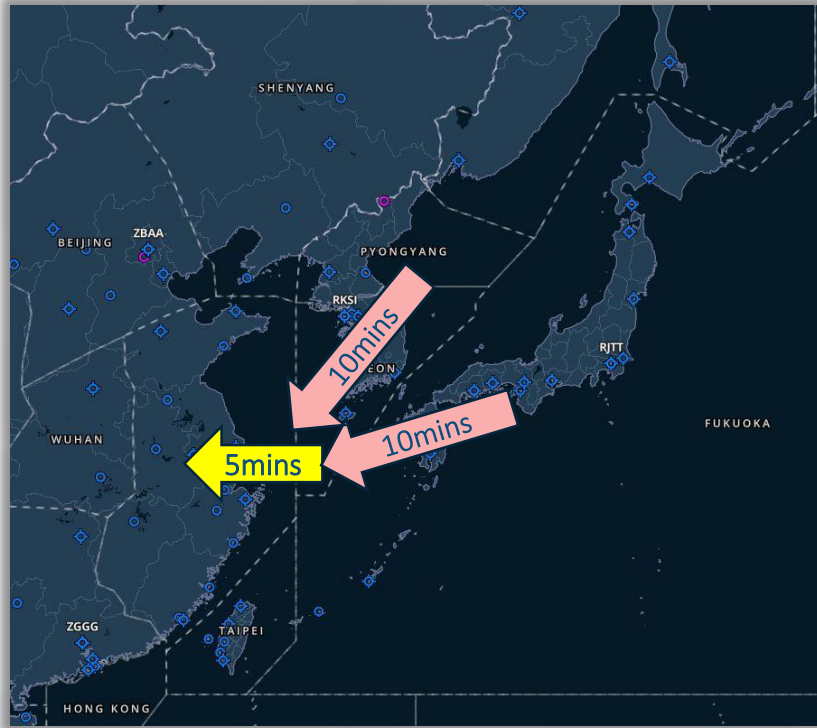 SHENYANG
ZBAA
BEIJING
PYONGYANG
RKSI
10mins
EON
RJTT
10mins
FUKUOKA
WUHAN
5mins
ZGGG
TAIPEI
HONG KONG